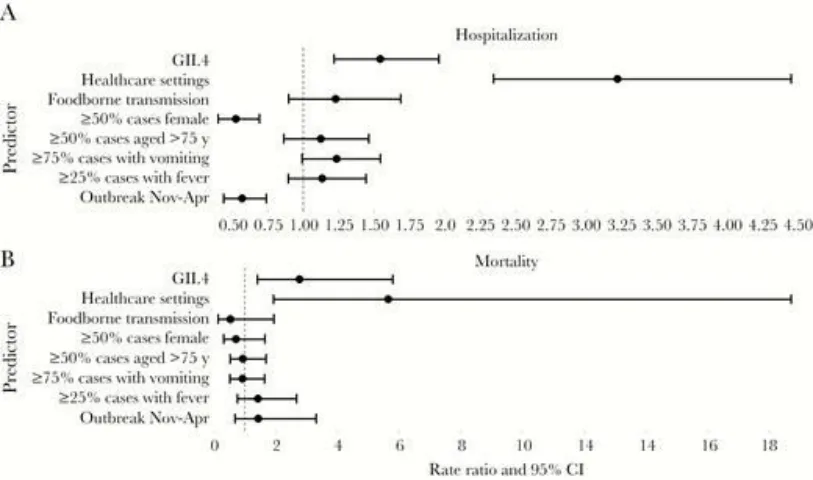 A
Hospitalization
GII.4
Healthcare settings
Foodborne transmission
≥50% cases female
≥50% cases aged >75 y
≥75% cases with vomiting
≥25% cases with fever
Outbreak Nov-Apr
Predictor
0.50 0.75 1.00 1.25 1.50 1.75 2.0 2.25 2.50 2.25 3.00 3.25 3.50 3.75 4.00 4.25 4.50
B
Mortality
GII.4
Healthcare settings
Foodborne transmission
≥50% cases female
≥50% cases aged >75 y
≥75% cases with vomiting
≥25% cases with fever
Outbreak Nov-Apr
Predictor
0 2 4 6 8 10 14 14 16 18
Rate ratio and 95% CI